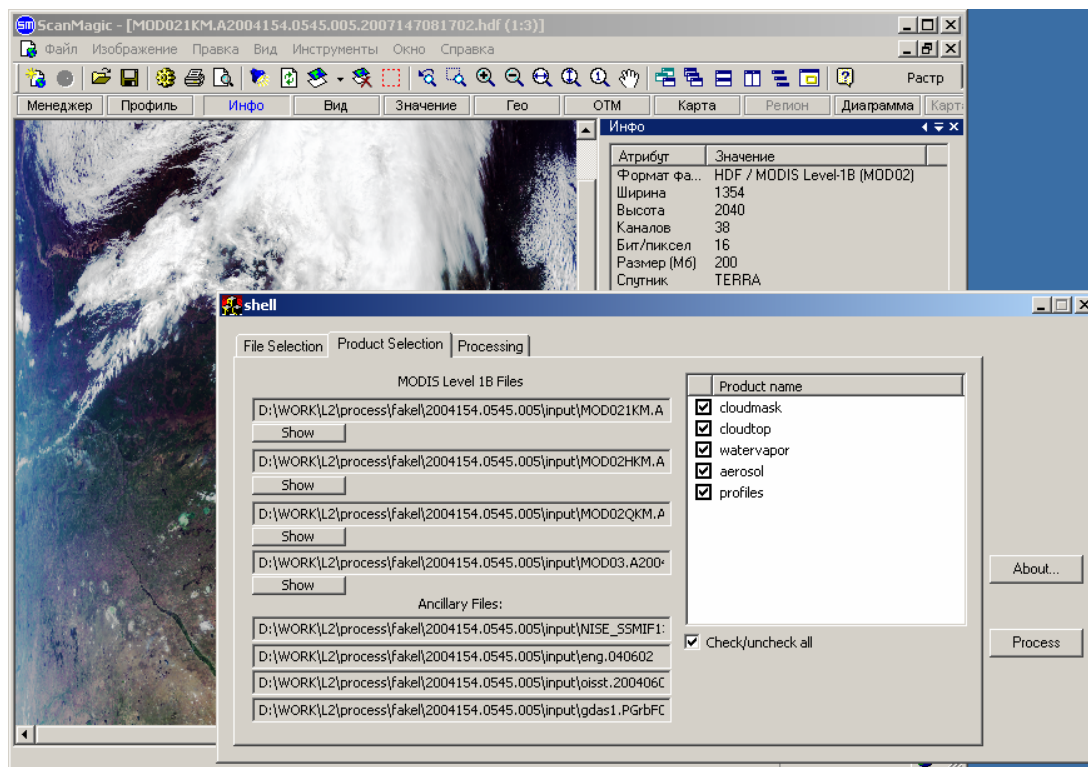 ScanMagic - [MOD021KM.A2004154.0545.005.2007147081702.hdf (1:3)]
Файл Изображение Правка Вид Инструменты Окно Справка
Растр
Менеджер Профиль Инфо Вид Значение Гео ОТМ Карта Регион Диаграмма Карт
Инфо
Атрибут Значение
Формат фа... HDF / MODIS Level-1B (MOD02)
Ширина 1354
Высота 2040
Каналов 38
Бит/пиксел 16
Размер (Мб) 200
Спутник TERRA
shell
File Selection Product Selection Processing
MODIS Level 1B Files
D:\WORK\L2\process\fakel\2004154.0545.005\input\MOD021KM.A
Show
D:\WORK\L2\process\fakel\2004154.0545.005\input\MOD02HKM.A
Show
D:\WORK\L2\process\fakel\2004154.0545.005\input\MOD02QKM.A
Show
D:\WORK\L2\process\fakel\2004154.0545.005\input\MOD03.A200
Show
Ancillary Files:
D:\WORK\L2\process\fakel\2004154.0545.005\input\NISE_SSMIF1
D:\WORK\L2\process\fakel\2004154.0545.005\input\eng.040602
D:\WORK\L2\process\fakel\2004154.0545.005\input\oisst.200406
D:\WORK\L2\process\fakel\2004154.0545.005\input\gdas1.PGrbF
Product name
cloudmask
cloudtop
watervapor
aerosol
profiles
Check/uncheck all
About...
Process